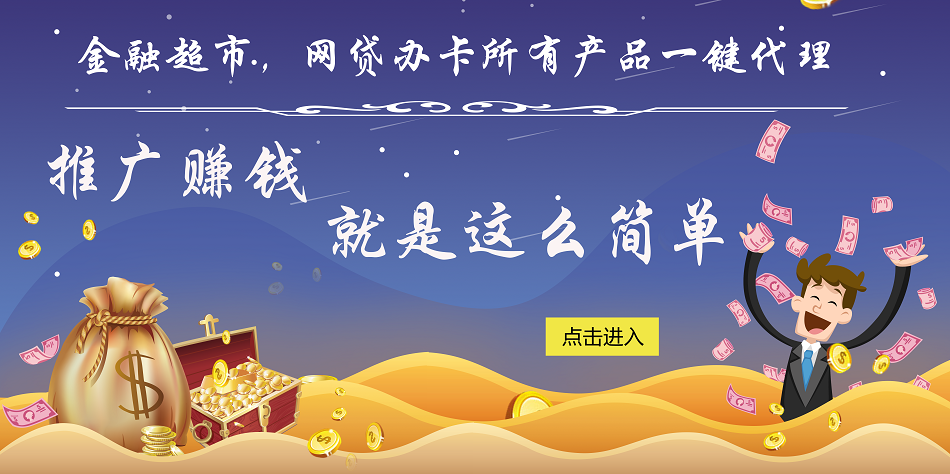 金融超市，网贷办卡所有产品一键代理
推广赚钱
就是这么简单
点击进入